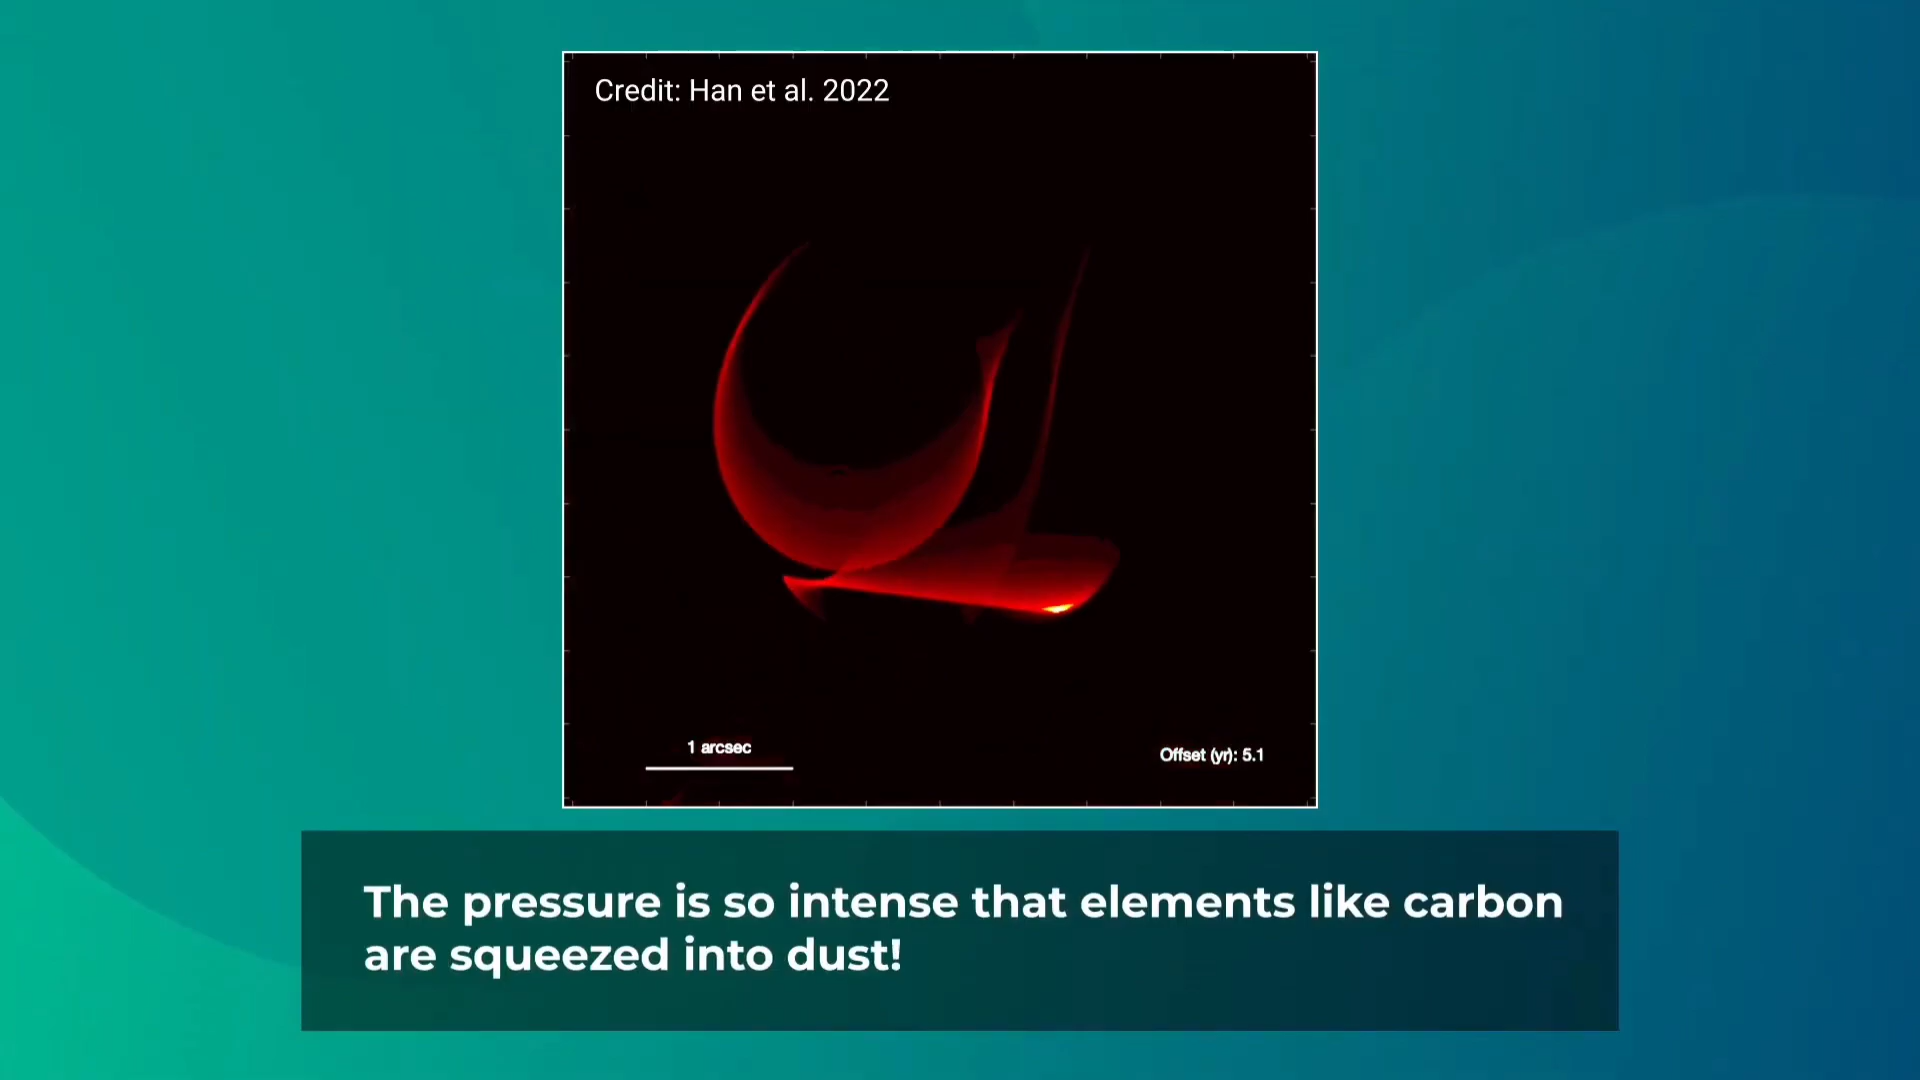 Credit: Han et al. 2022
1 arcsec
Offset (yr): 5.1
The pressure is so intense that elements like carbon
are squeezed into dust!